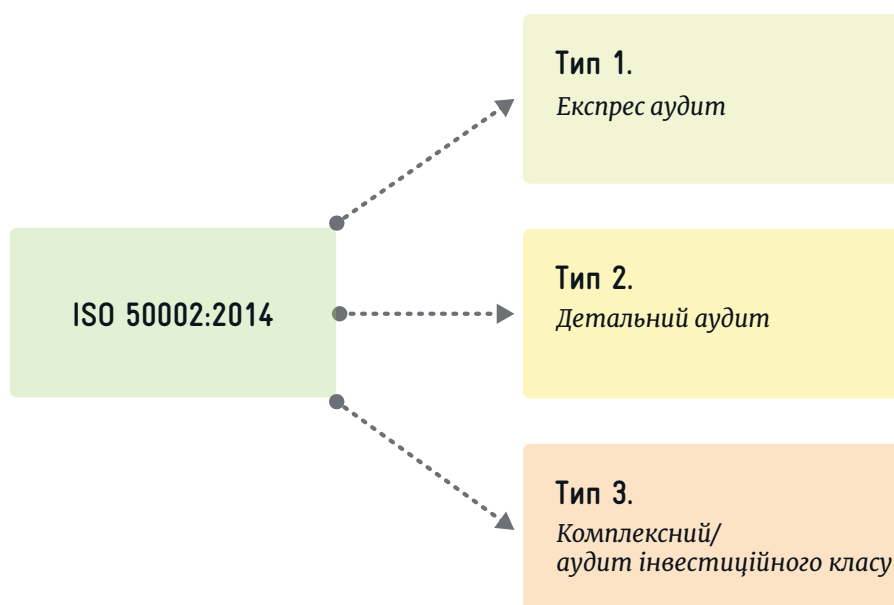 Тип 1.
Експрес аудит
ISO 50002:2014
Тип 2.
Детальний аудит
Тип 3.
Комплексний/
аудит інвестиційного класу